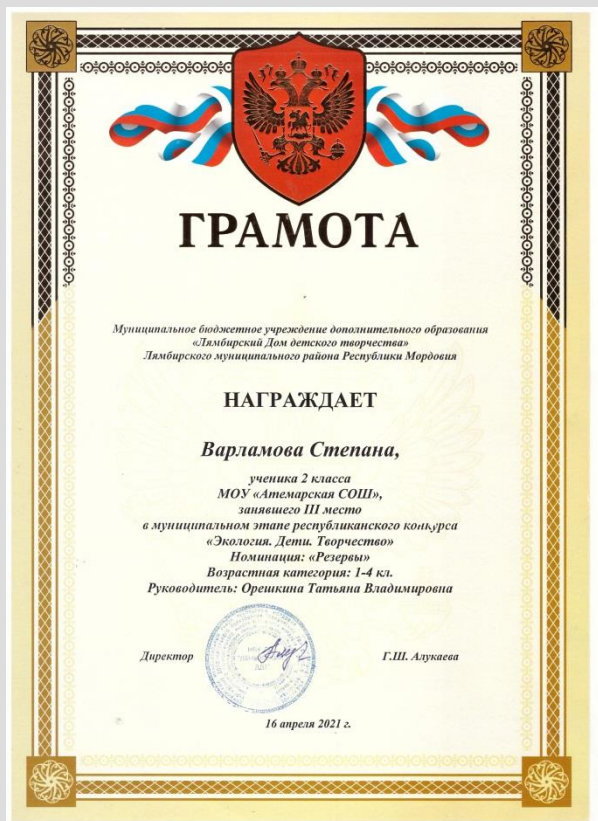 ГРАМОТА
Муниципальное бюджетное учреждение дополнительного образования
«Лямбирский Дом детского творчества»
Лямбирского муниципального района Республики Мордовия
НАГРАЖДАЕТ
Варламова Степана,
ученика 2 класса
МОУ «Атемарская СОШ»,
занявшего III место
в муниципальном этапе республиканского конкурса
«Экология. Дети. Творчество»
Номинация: «Резервы»
Возрастная категория: 1-4 кл.
Руководитель: Орешкина Татьяна Владимировна
Директор Г.Ш. Алукаева
16 апреля 2021 г.